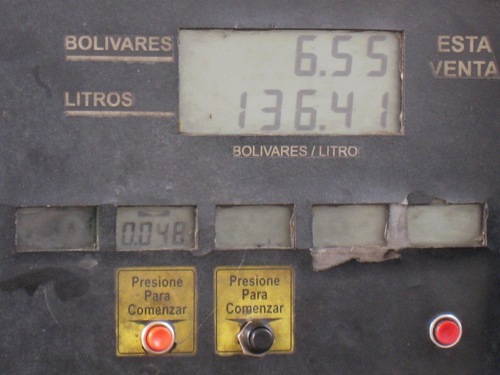 BOLIVARES 6.55 ESTA VENTA
LITROS 136.41
BOLIVARES / LITRO
0.048
Presione Para Comenzar
Presione Para Comenzar